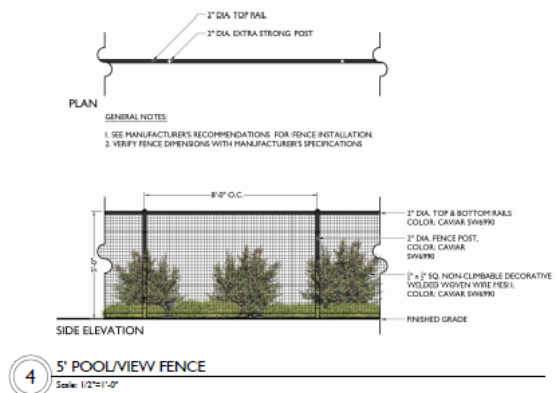 2" DIA. TOP RAIL
2" DIA. EXTRA STRONG POST
PLAN
GENERAL NOTES:
1. SEE MANUFACTURER'S RECOMMENDATIONS FOR FENCE INSTALLATION.
2. VERIFY FENCE DIMENSIONS WITH MANUFACTURER'S SPECIFICATIONS
8'-0" O.C.
5'-0"
2" DIA. TOP & BOTTOM RAILS
COLOR: CAVIAR SW6990
2" DIA. FENCE POST,
COLOR: CAVIAR
SW6990
SQ. NON-CLIMBABLE DECORATIVE
WELDED WOVEN WIRE MESH,
COLOR: CAVIAR SW6990
FINISHED GRADE
SIDE ELEVATION
4
5' POOL/VIEW FENCE
Scale: 1/2"=1'-0"